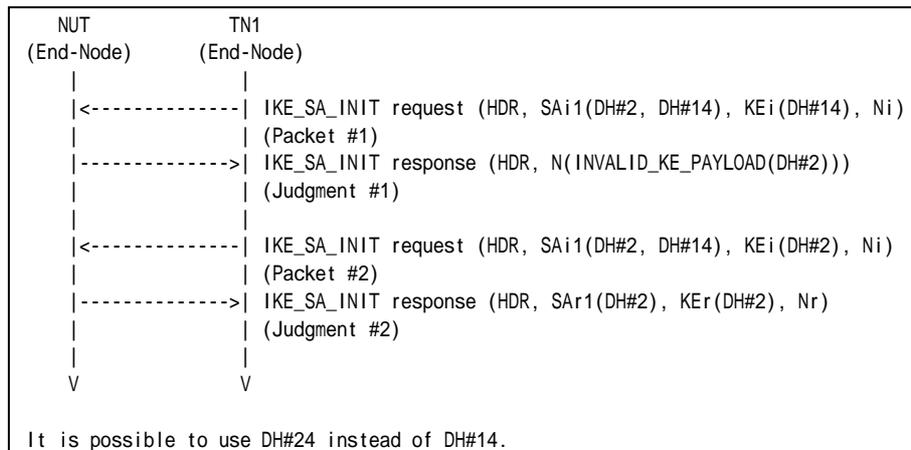 NUT TN1
(End-Node) (End-Node)
| |
|<--------------| IKE_SA_INIT request (HDR, SAi1(DH#2, DH#14), KEi(DH#14), Ni)
| | (Packet #1)
|-------------->| IKE_SA_INIT response (HDR, N(INVALID_KE_PAYLOAD(DH#2)))
| | (Judgment #1)
| |
|<--------------| IKE_SA_INIT request (HDR, SAi1(DH#2, DH#14), KEi(DH#2), Ni)
| | (Packet #2)
|-------------->| IKE_SA_INIT response (HDR, SAr1(DH#2), KEr(DH#2), Nr)
| | (Judgment #2)
| |
V V
It is possible to use DH#24 instead of DH#14.